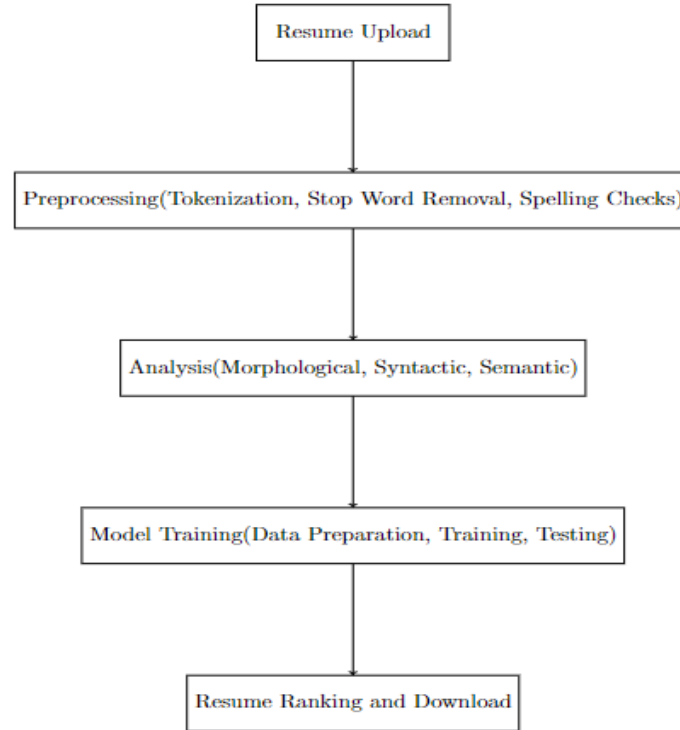 Resume Upload
Preprocessing(Tokenization, Stop Word Removal, Spelling Checks)
Analysis(Morphological, Syntactic, Semantic)
Model Training(Data Preparation, Training, Testing)
Resume Ranking and Download